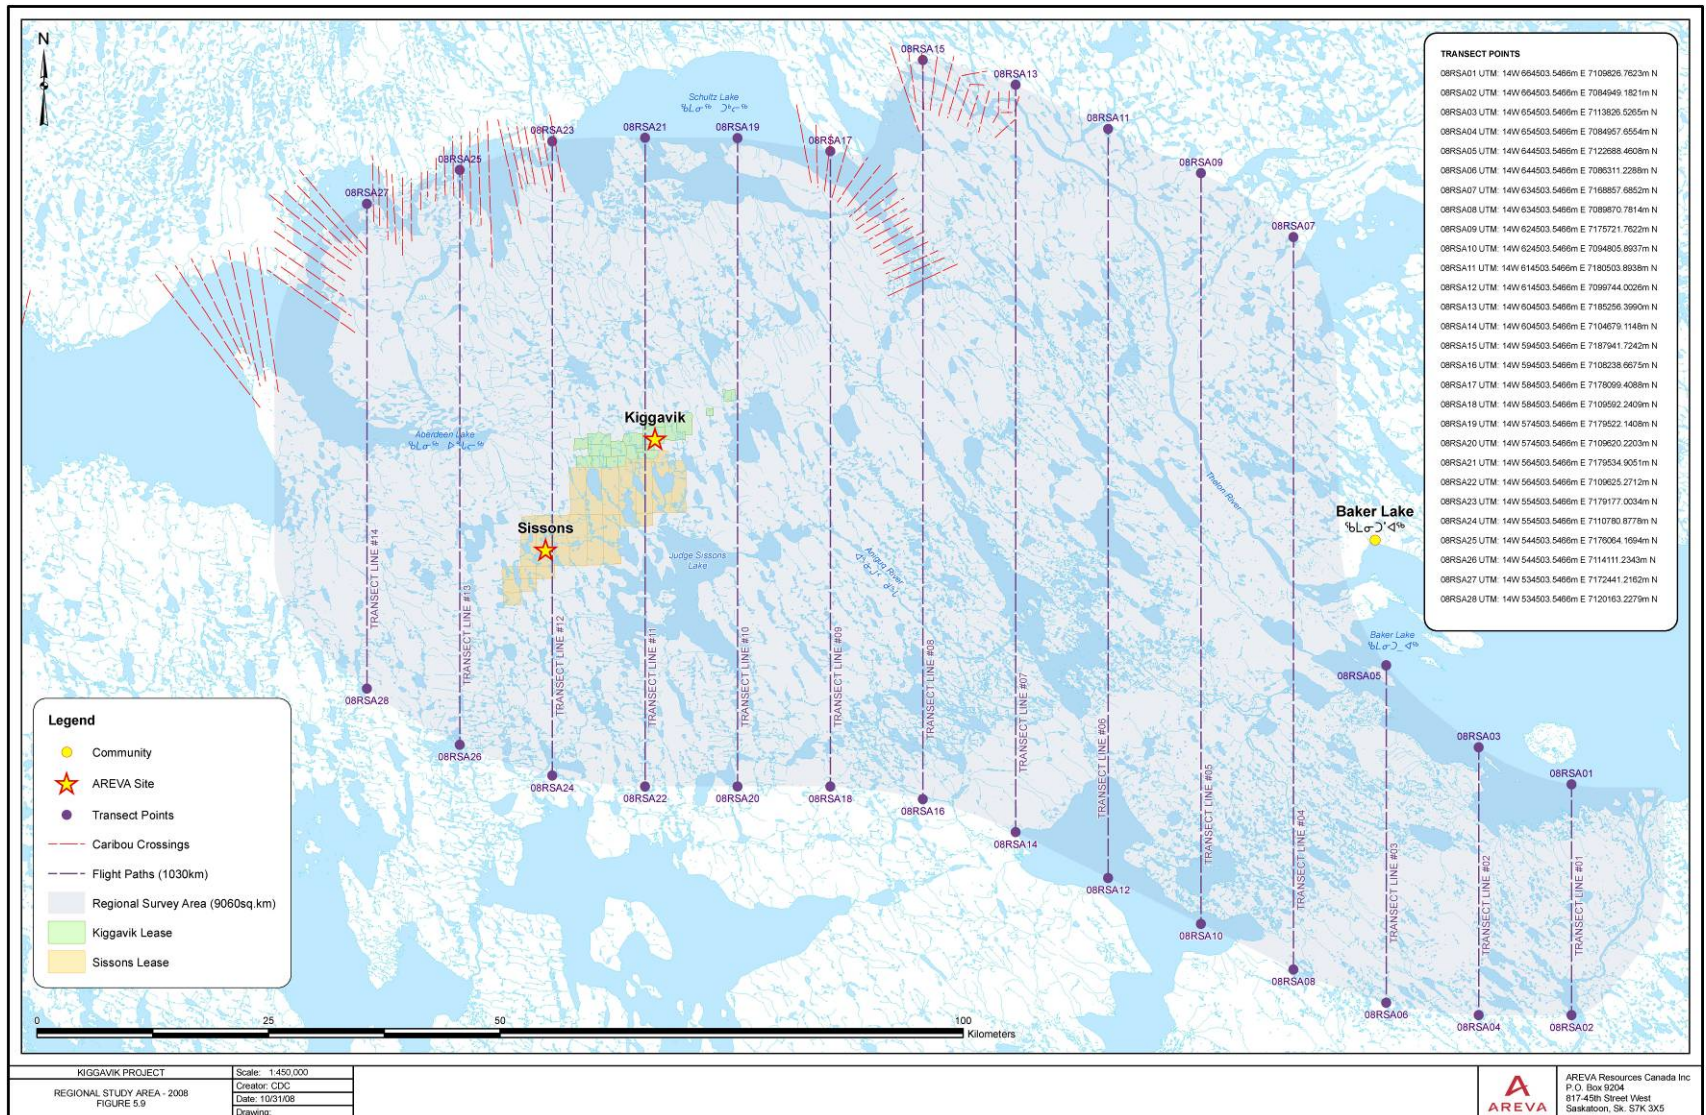 N
TRANSECT POINTS
08RSA01 UTM: 14W 664503.5466m E 7109826.7623m N
08RSA02 UTM: 14W 664503.5466m E 7084949.1821m N
08RSA03 UTM: 14W 654503.5466m E 7113826.5265m N
08RSA04 UTM: 14W 654503.5466m E 7084957.6554m N
08RSA05 UTM: 14W 644503.5466m E 7122688.4608m N
08RSA06 UTM: 14W 644503.5466m E 7086311.2288m N
08RSA07 UTM: 14W 634503.5466m E 7168857.6852m N
08RSA08 UTM: 14W 634503.5466m E 7089870.7814m N
08RSA09 UTM: 14W 624503.5466m E 7175721.7622m N
08RSA10 UTM: 14W 624503.5466m E 7094805.8937m N
08RSA11 UTM: 14W 614503.5466m E 7180503.8938m N
08RSA12 UTM: 14W 614503.5466m E 7099744.0026m N
08RSA13 UTM: 14W 604503.5466m E 7185256.3990m N
08RSA14 UTM: 14W 604503.5466m E 7104679.1148m N
08RSA15 UTM: 14W 594503.5466m E 7187941.7242m N
08RSA16 UTM: 14W 594503.5466m E 7108238.6675m N
08RSA17 UTM: 14W 584503.5466m E 7178099.4088m N
08RSA18 UTM: 14W 584503.5466m E 7109592.2409m N
08RSA19 UTM: 14W 574503.5466m E 7179522.1408m N
08RSA20 UTM: 14W 574503.5466m E 7109620.2203m N
08RSA21 UTM: 14W 564503.5466m E 7179534.9051m N
08RSA22 UTM: 14W 564503.5466m E 7109625.2712m N
08RSA23 UTM: 14W 554503.5466m E 7179177.0034m N
08RSA24 UTM: 14W 554503.5466m E 7110780.8778m N
08RSA25 UTM: 14W 544503.5466m E 7176064.1694m N
08RSA26 UTM: 14W 544503.5466m E 7114111.2343m N
08RSA27 UTM: 14W 534503.5466m E 7172441.2162m N
08RSA28 UTM: 14W 534503.5466m E 7120163.2279m N
08RSA15
08RSA13
Schultz Lake
ᖃᒪᓂᖅ ᑐᒃᓕᖅ
08RSA23
08RSA21
08RSA19
08RSA17
08RSA11
08RSA25
08RSA09
08RSA27
08RSA07
Kiggavik
Aberdeen Lake
Thelon River
Baker Lake
ᖃᒪᓂᑐᐊᖅ
Sissons
Judge Sissons
Lake
Anigaq River
Baker Lake
08RSA05
08RSA03
08RSA01
TRANSECT LINE #14
TRANSECT LINE #13
TRANSECT LINE #12
TRANSECT LINE #11
TRANSECT LINE #10
TRANSECT LINE #09
TRANSECT LINE #08
TRANSECT LINE #07
TRANSECT LINE #06
TRANSECT LINE #05
TRANSECT LINE #04
TRANSECT LINE #03
TRANSECT LINE #02
TRANSECT LINE #01
08RSA28
08RSA26
08RSA24
08RSA22
08RSA20
08RSA18
08RSA16
08RSA14
08RSA12
08RSA10
08RSA08
08RSA06
08RSA04
08RSA02
Legend
Community
AREVA Site
Transect Points
Caribou Crossings
Flight Paths (1030km)
Regional Survey Area (9060sq.km)
Kiggavik Lease
Sissons Lease
0 25 50 100
Kilometers
KIGGAVIK PROJECT
REGIONAL STUDY AREA - 2008
FIGURE 5.9
Scale: 1:450,000
Creator: CDC
Date: 10/31/08
Drawing:
AREVA
AREVA Resources Canada Inc
P.O. Box 9204
817-45th Street West
Saskatoon, Sk. S7K 3X5